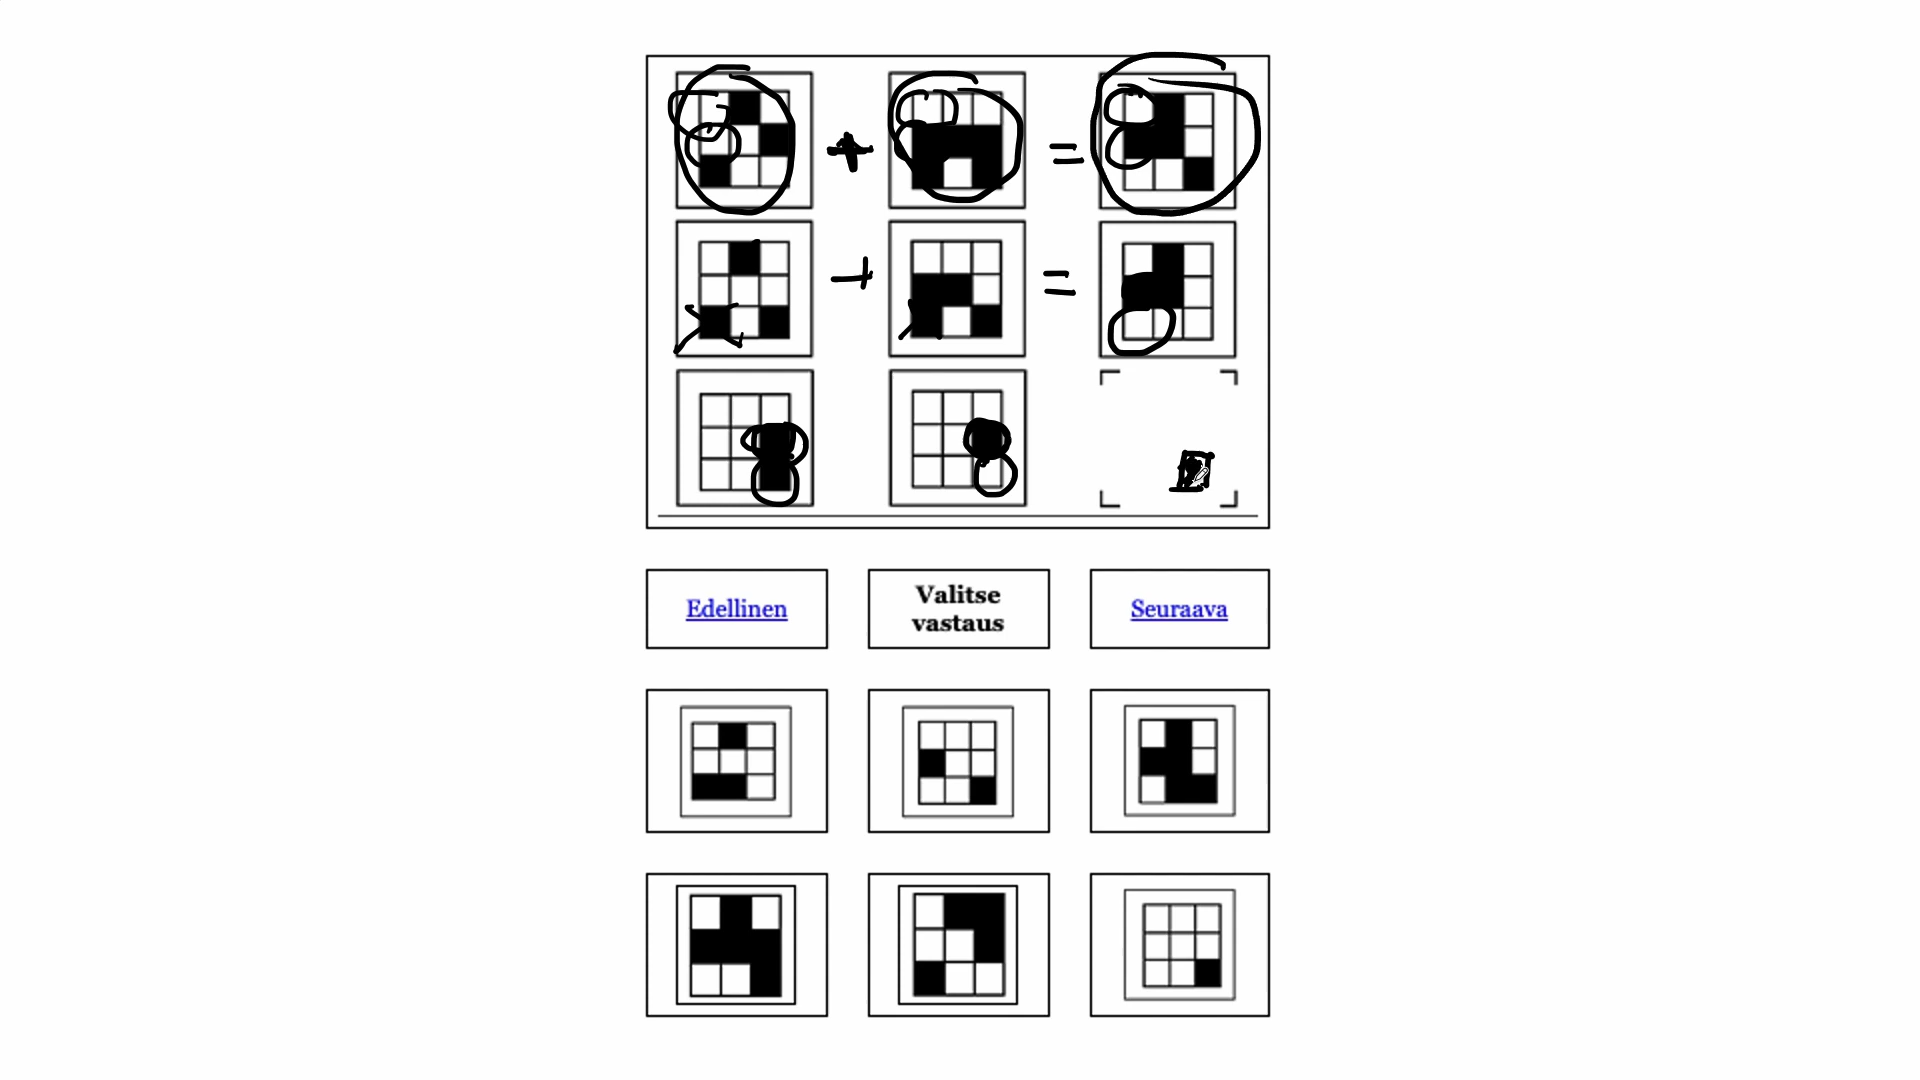 + =
+ =
Edellinen
Valitse
vastaus
Seuraava